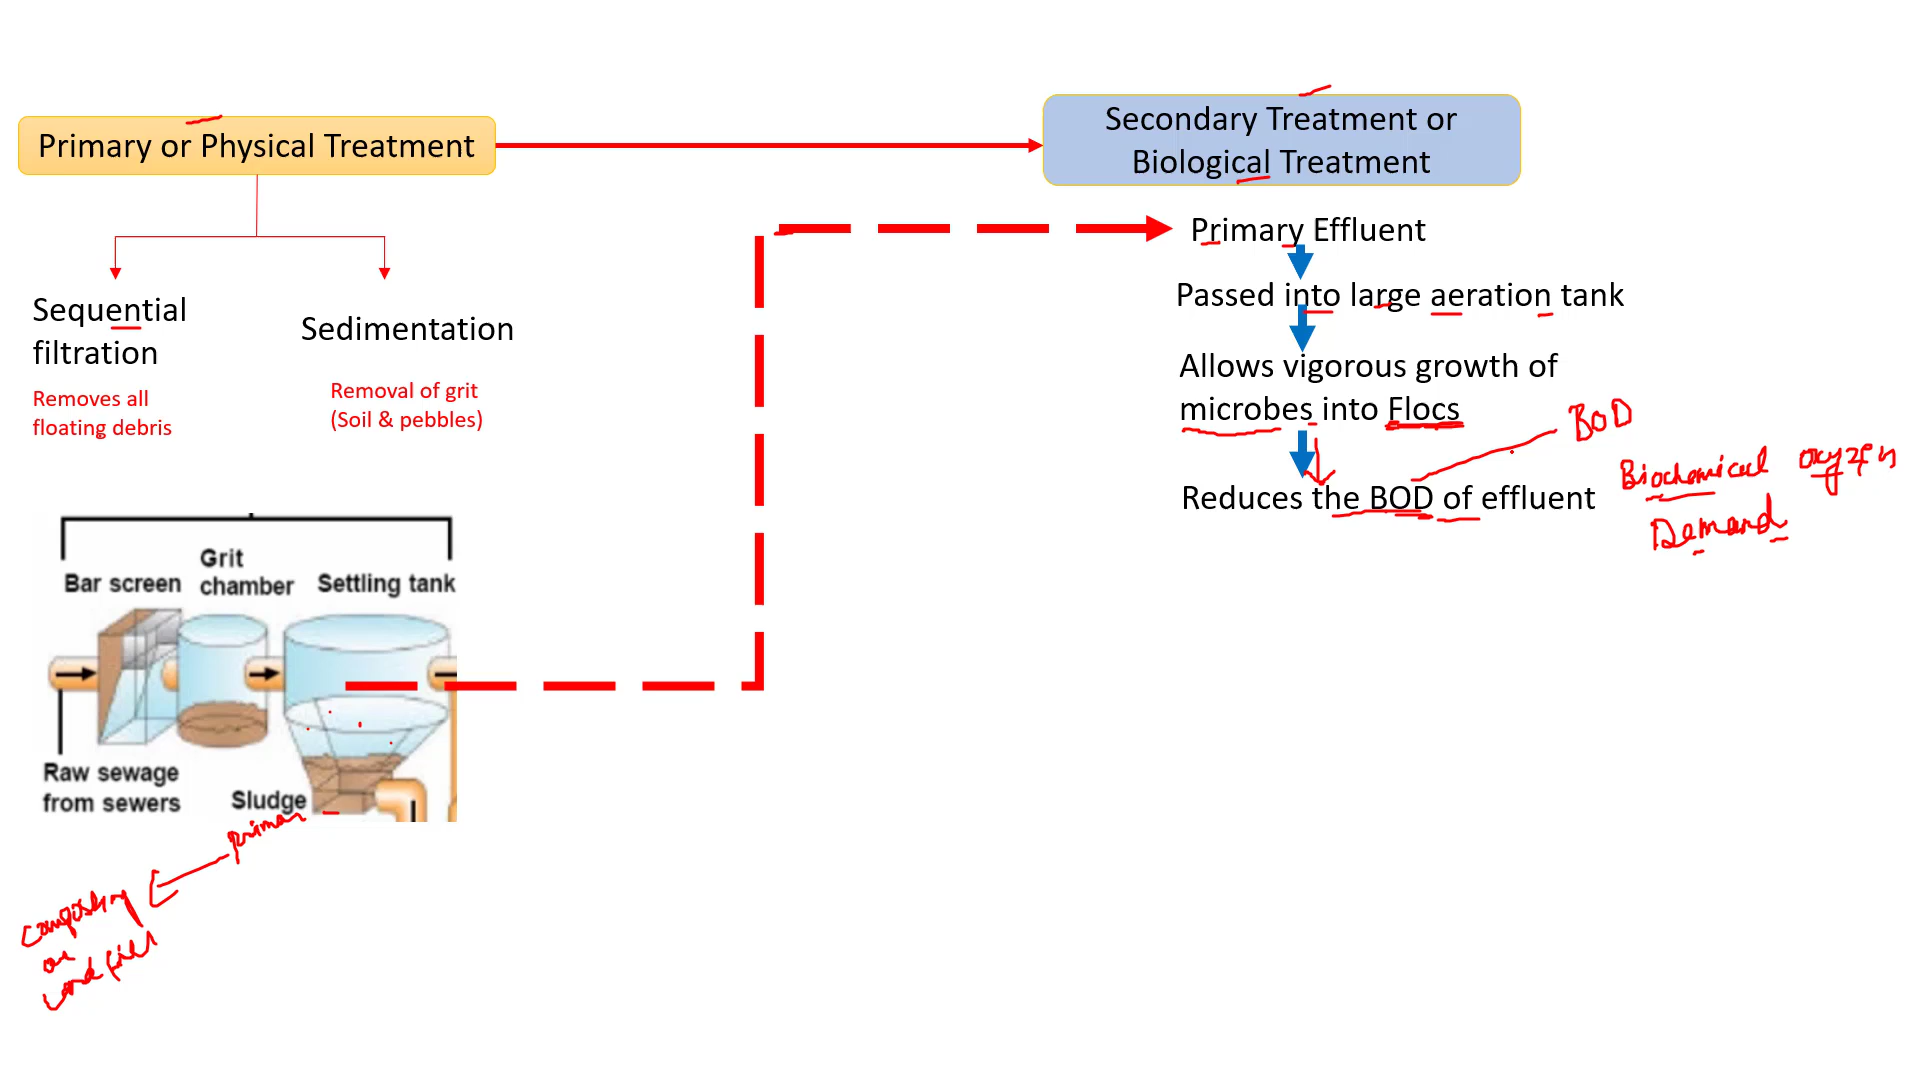 Primary or Physical Treatment
Sequential
filtration
Removes all
floating debris
Sedimentation
Removal of grit
(Soil & pebbles)
Bar screen
Grit
chamber
Settling tank
Raw sewage
from sewers
Sludge
primar
composting
or
Landfill
Secondary Treatment or
Biological Treatment
Primary Effluent
Passed into large aeration tank
Allows vigorous growth of
microbes into Flocs
Reduces the BOD of effluent
BOD
Biochemical oxygen
Demand